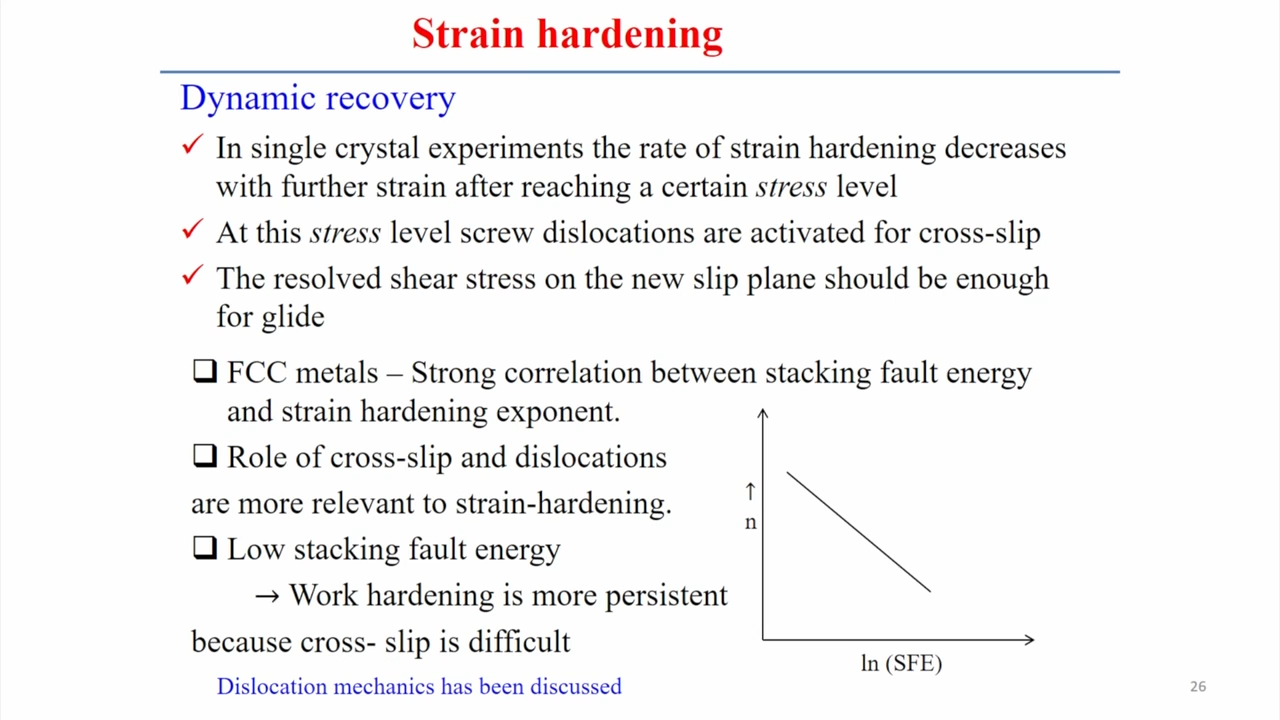 Strain hardening
Dynamic recovery
✓ In single crystal experiments the rate of strain hardening decreases
with further strain after reaching a certain stress level
✓ At this stress level screw dislocations are activated for cross-slip
✓ The resolved shear stress on the new slip plane should be enough
for glide
❑ FCC metals – Strong correlation between stacking fault energy
and strain hardening exponent.
❑ Role of cross-slip and dislocations
are more relevant to strain-hardening.
❑ Low stacking fault energy
→ Work hardening is more persistent
because cross- slip is difficult
Dislocation mechanics has been discussed
↑
n
ln (SFE)
26